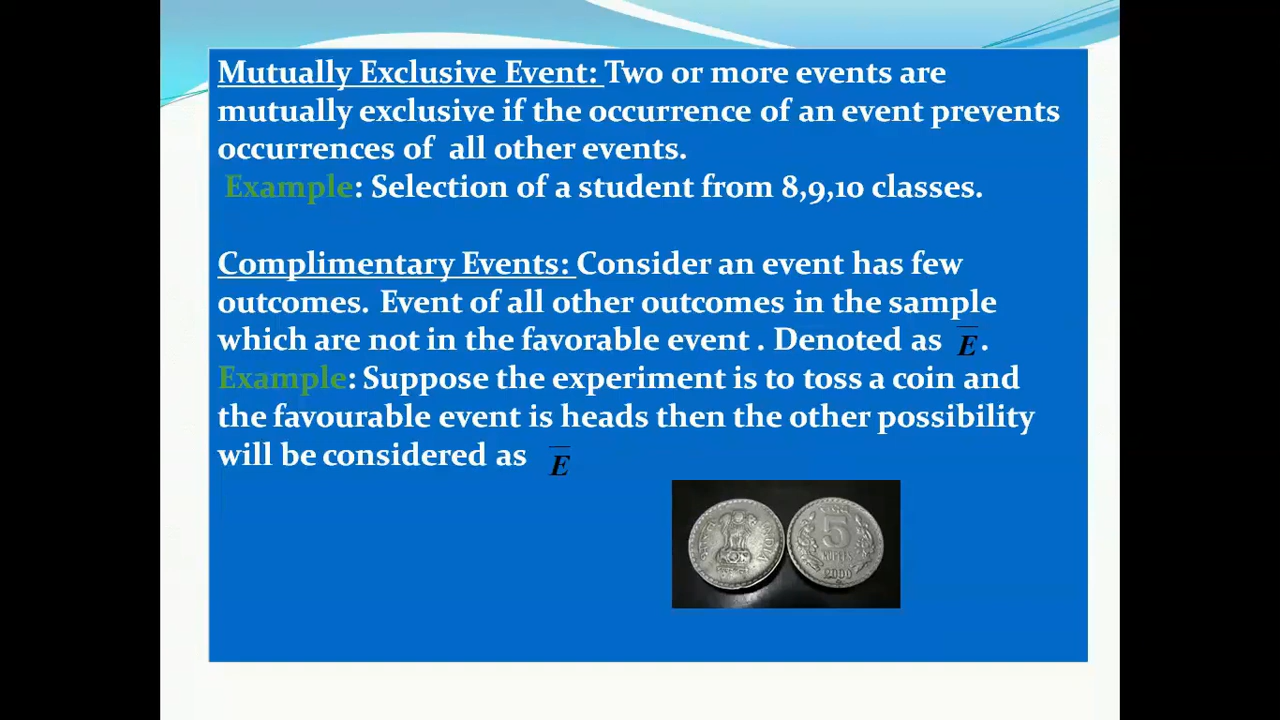 Mutually Exclusive Event: Two or more events are
mutually exclusive if the occurrence of an event prevents
occurrences of all other events.
Example: Selection of a student from 8,9,10 classes.
Complimentary Events: Consider an event has few
outcomes. Event of all other outcomes in the sample
which are not in the favorable event . Denoted as E̅ .
Example: Suppose the experiment is to toss a coin and
the favourable event is heads then the other possibility
will be considered as E̅
INDIA
5
RUPEES
2000